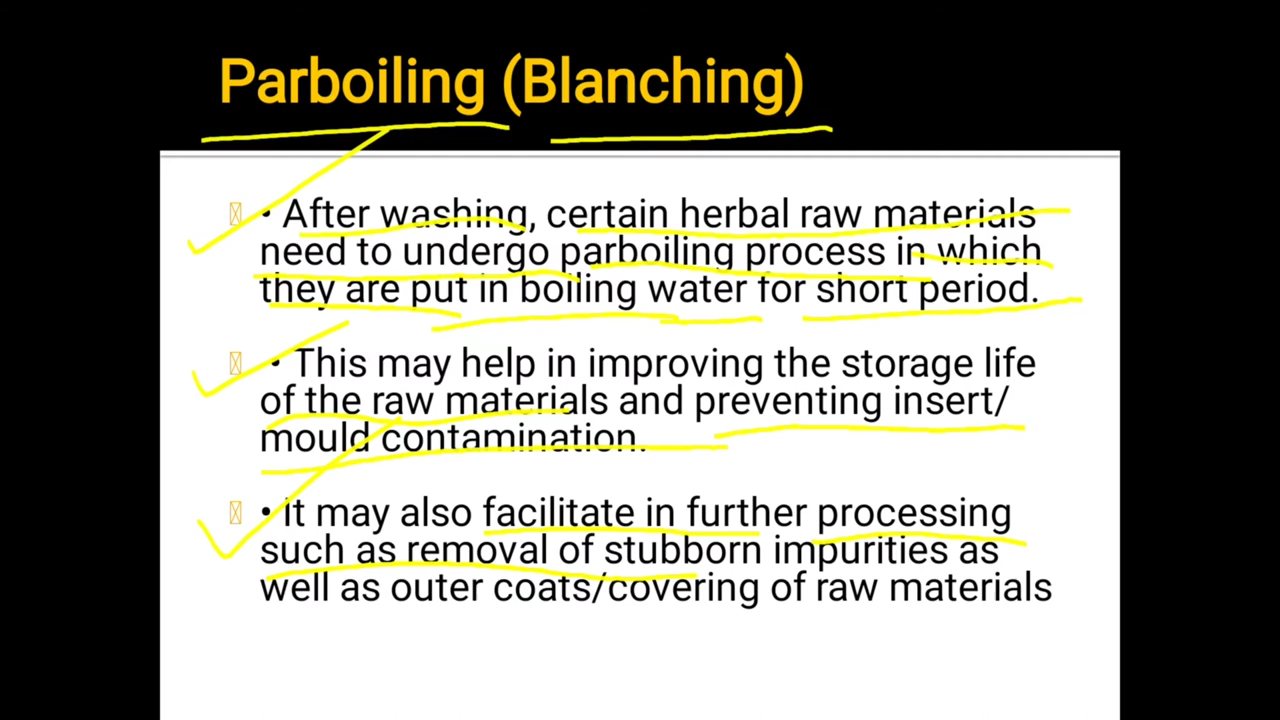 Parboiling (Blanching)
• After washing, certain herbal raw materials
need to undergo parboiling process in which
they are put in boiling water for short period.
• This may help in improving the storage life
of the raw materials and preventing insert/
mould contamination.
• It may also facilitate in further processing
such as removal of stubborn impurities as
well as outer coats/covering of raw materials